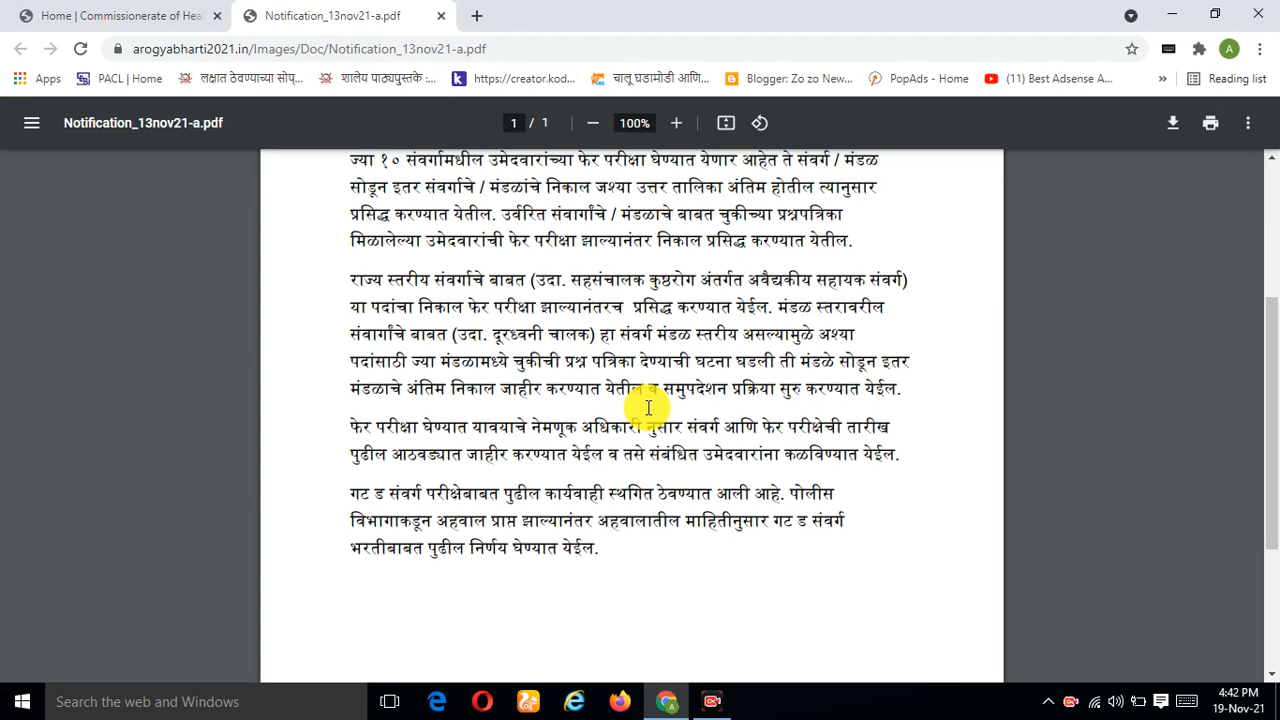 Home | Commissionerate of Heal
Notification_13nov21-a.pdf
arogyabharti2021.in/Images/Doc/Notification_13nov21-a.pdf
A
Apps
PACL | Home
लक्षात ठेवण्याच्या सोप्...
शालेय पाठ्यपुस्तके :...
https://creator.kod...
चालू घडामोडी आणि...
Blogger: Zo zo New...
PopAds - Home
(11) Best Adsense A...
»
Reading list
Notification_13nov21-a.pdf
1 / 1
100%
ज्या १० संवर्गामधील उमेदवारांच्या फेर परीक्षा घेण्यात येणार आहेत ते संवर्ग / मंडळ
सोडून इतर संवर्गाचे / मंडळांचे निकाल जश्या उत्तर तालिका अंतिम होतील त्यानुसार
प्रसिद्ध करण्यात येतील. उर्वरित संवार्गांचे / मंडळाचे बाबत चुकीच्या प्रश्नपत्रिका
मिळालेल्या उमेदवारांची फेर परीक्षा झाल्यानंतर निकाल प्रसिद्ध करण्यात येतील.
राज्य स्तरीय संवर्गाचे बाबत (उदा. सहसंचालक कुष्ठरोग अंतर्गत अवैद्यकीय सहायक संवर्ग)
या पदांचा निकाल फेर परीक्षा झाल्यानंतरच प्रसिद्ध करण्यात येईल. मंडळ स्तरावरील
संवार्गांचे बाबत (उदा. दूरध्वनी चालक) हा संवर्ग मंडळ स्तरीय असल्यामुळे अश्या
पदांसाठी ज्या मंडळामध्ये चुकीची प्रश्न पत्रिका देण्याची घटना घडली ती मंडळे सोडून इतर
मंडळाचे अंतिम निकाल जाहीर करण्यात येतील व समुपदेशन प्रक्रिया सुरु करण्यात येईल.
फेर परीक्षा घेण्यात यावयाचे नेमणूक अधिकारी नुसार संवर्ग आणि फेर परीक्षेची तारीख
पुढील आठवड्यात जाहीर करण्यात येईल व तसे संबंधित उमेदवारांना कळविण्यात येईल.
गट ड संवर्ग परीक्षेबाबत पुढील कार्यवाही स्थगित ठेवण्यात आली आहे. पोलीस
विभागाकडून अहवाल प्राप्त झाल्यानंतर अहवालातील माहितीनुसार गट ड संवर्ग
भरतीबाबत पुढील निर्णय घेण्यात येईल.
Search the web and Windows
4:42 PM
19-Nov-21